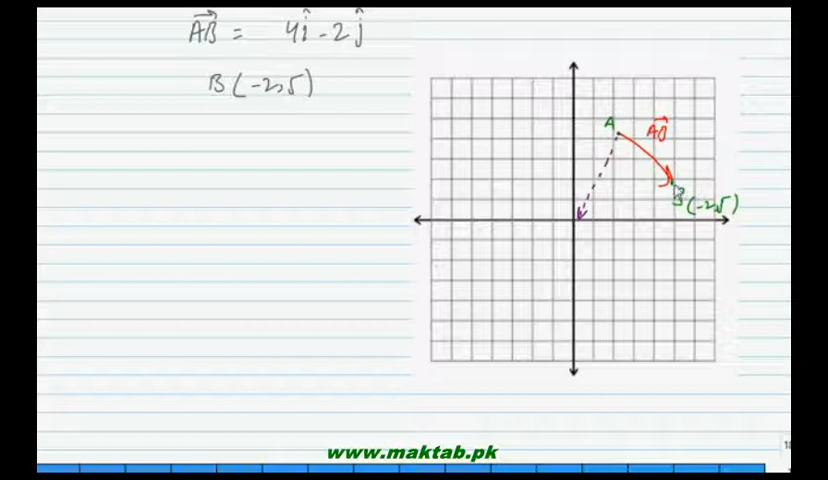 AB⃗ = 4î - 2ĵ
B(-2,5)
A
AB⃗
B(-2,5)
www.maktab.pk